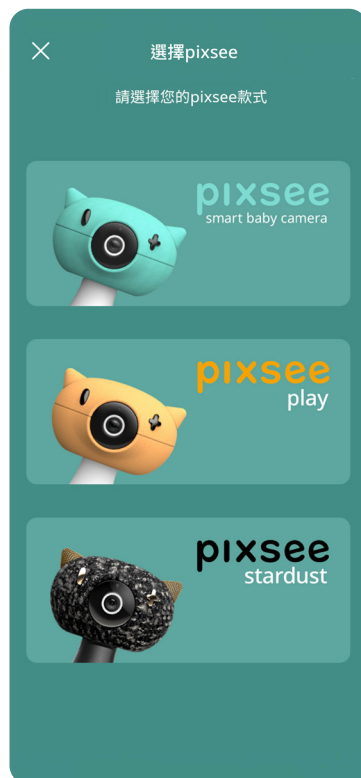 選擇pixsee
請選擇您的pixsee款式
pixsee
smart baby camera
pixsee
play
pixsee
stardust